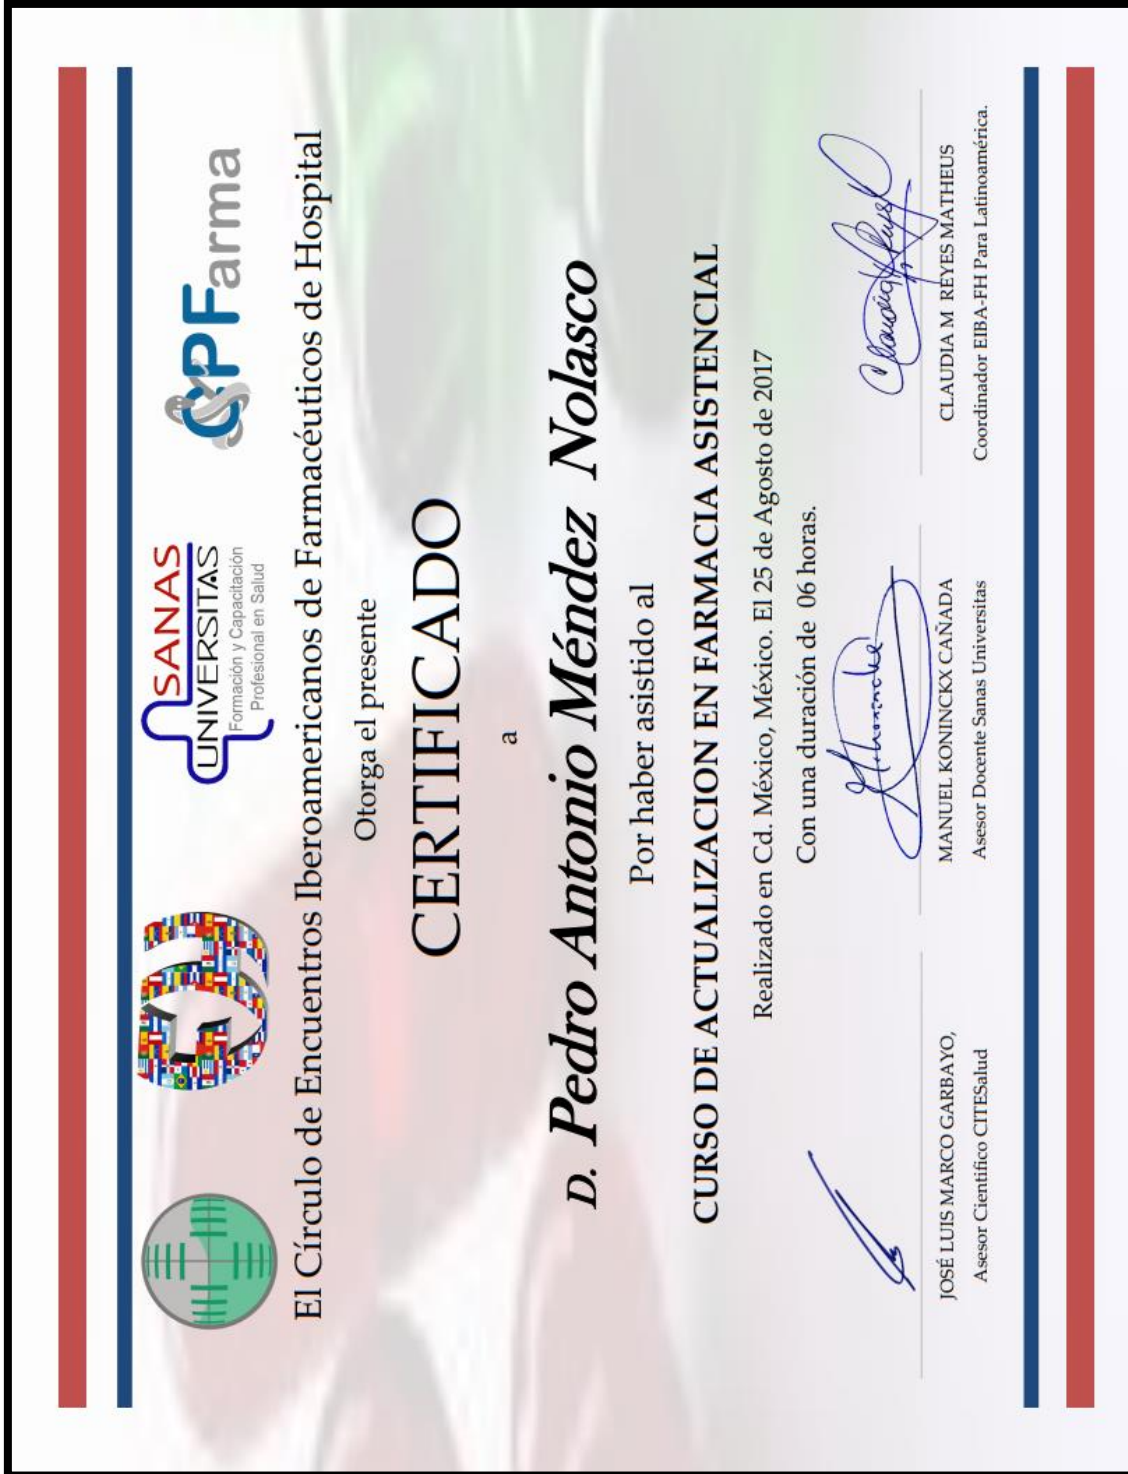 SANAS
UNIVERSITAS
Formación y Capacitación
Profesional en Salud
CPFarma
El Círculo de Encuentros Iberoamericanos de Farmacéuticos de Hospital
Otorga el presente
CERTIFICADO
a
D. Pedro Antonio Méndez Nolasco
Por haber asistido al
CURSO DE ACTUALIZACION EN FARMACIA ASISTENCIAL
Realizado en Cd. México, México. El 25 de Agosto de 2017
Con una duración de 06 horas.
JOSÉ LUIS MARCO GARBAYO,
Asesor Cientifico CITESalud
MANUEL KONINCKX CAÑADA
Asesor Docente Sanas Universitas
CLAUDIA M REYES MATHEUS
Coordinador EIBA-FH Para Latinoamérica.